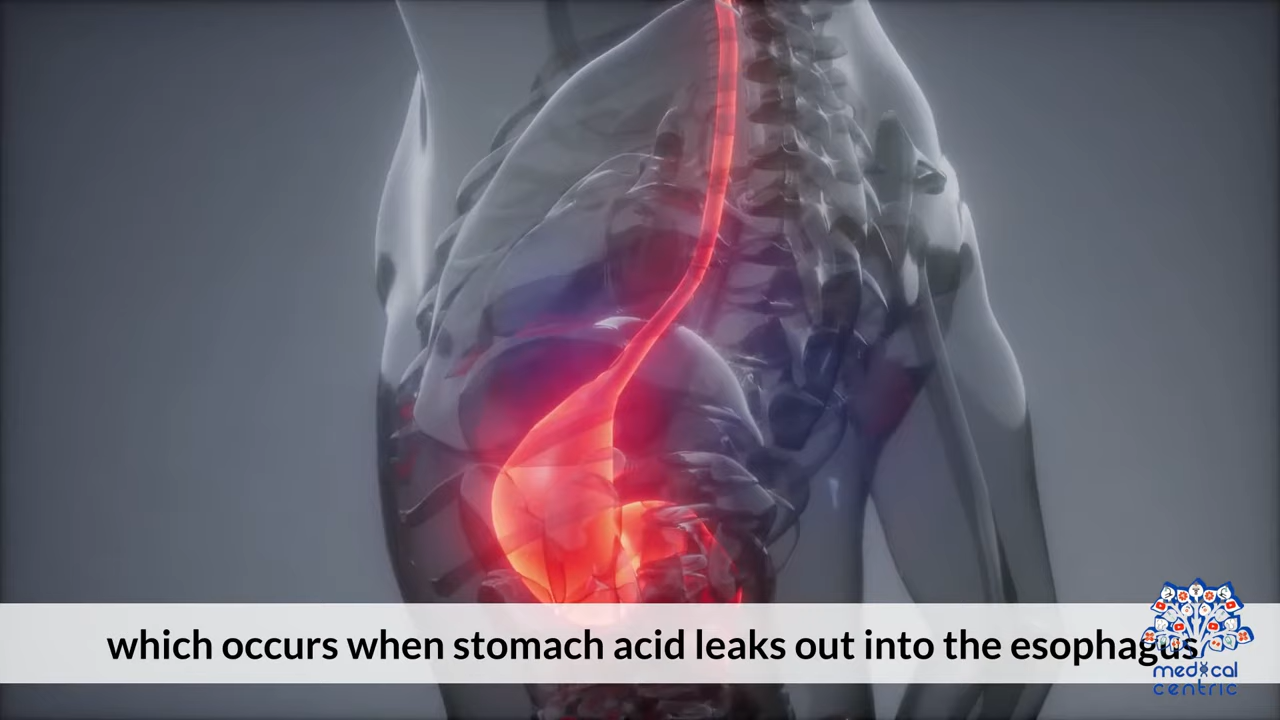 which occurs when stomach acid leaks out into the esophagus.
medical
centric